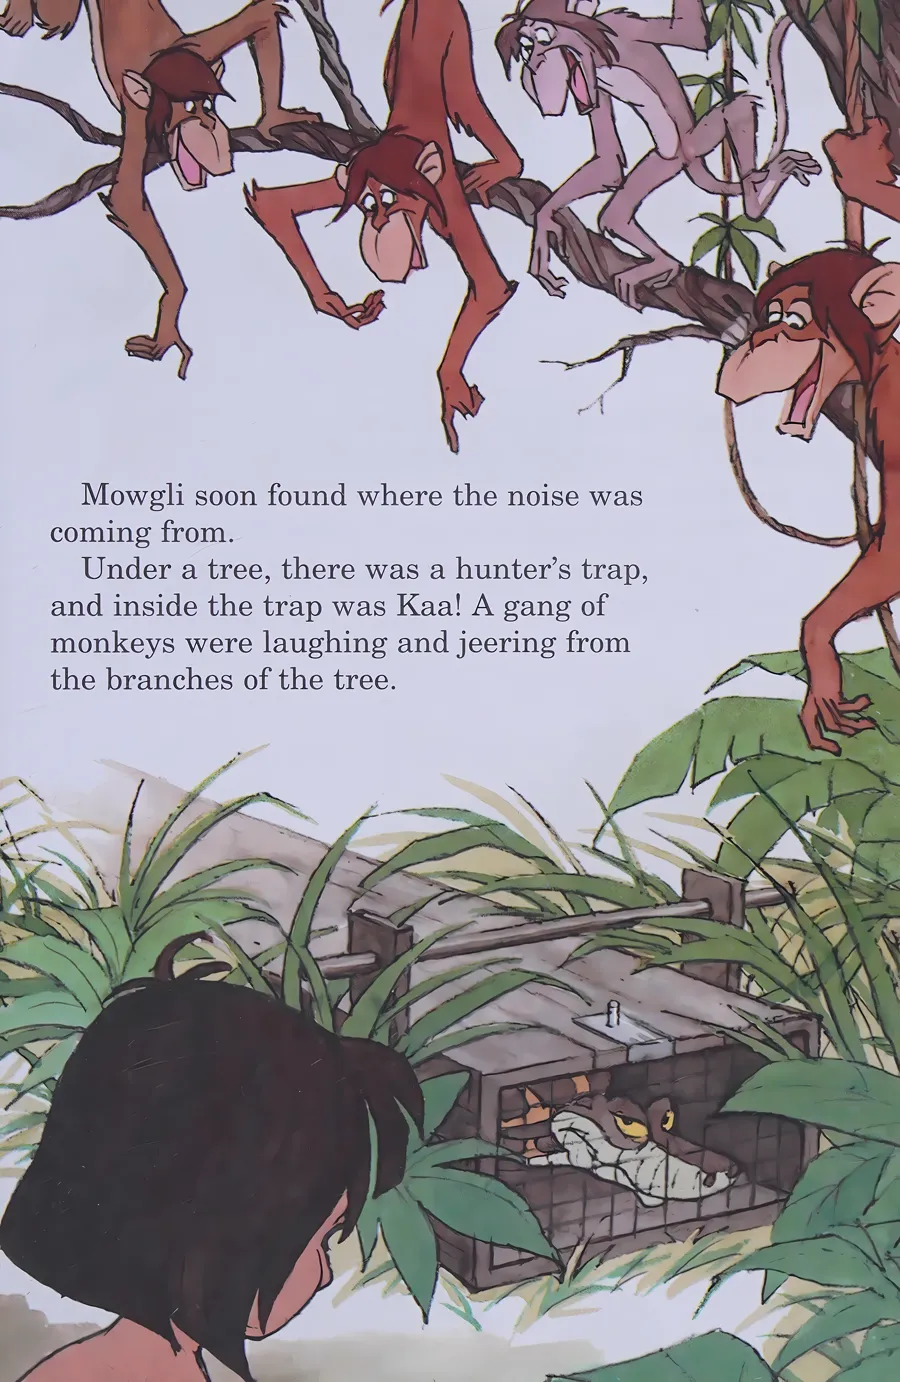 Mowgli soon found where the noise was
coming from.
Under a tree, there was a hunter's trap,
and inside the trap was Kaa! A gang of
monkeys were laughing and jeering from
the branches of the tree.